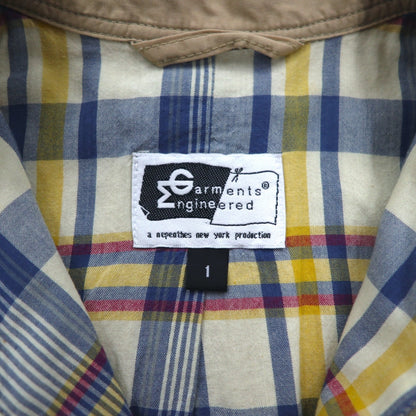 Garments®
Engineered
a nepenthes new york production
1